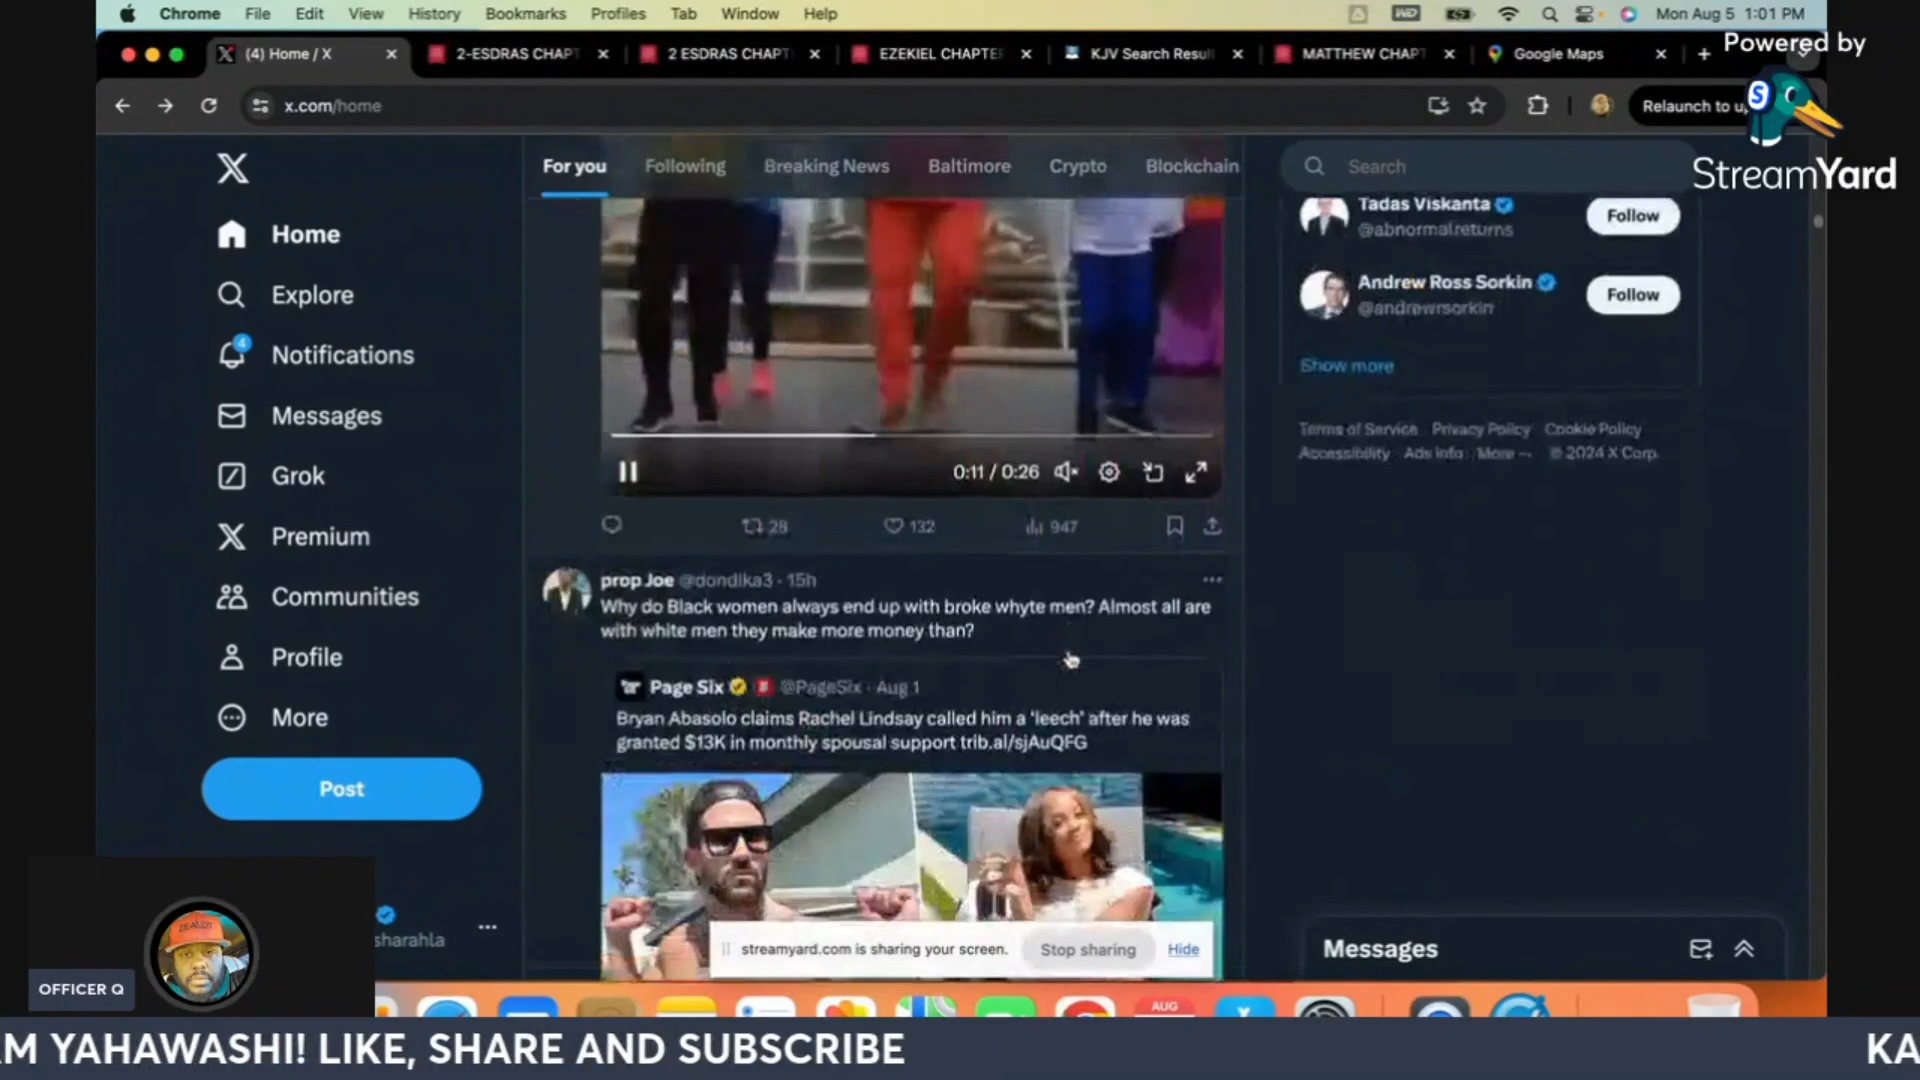 Chrome File Edit View History Bookmarks Profiles Tab Window Help
Mon Aug 5 1:01 PM
(4) Home / X
2-ESDRAS CHAPT
2 ESDRAS CHAPT
EZEKIEL CHAPTER
KJV Search Resul
MATTHEW CHAPT
Google Maps
Powered by
StreamYard
x.com/home
Relaunch to u
For you
Following
Breaking News
Baltimore
Crypto
Blockchain
Search
Home
Explore
4
Notifications
Messages
Grok
Premium
Communities
Profile
More
Post
sharahla
0:11 / 0:26
28
132
947
prop Joe @dondika3 · 15h
Why do Black women always end up with broke whyte men? Almost all are
with white men they make more money than?
Page Six @PageSix · Aug 1
Bryan Abasolo claims Rachel Lindsay called him a 'leech' after he was
granted $13K in monthly spousal support trib.al/sjAuQFG
Tadas Viskanta
@abnormalreturns
Follow
Andrew Ross Sorkin
@andrewrsorkin
Follow
Show more
Terms of Service Privacy Policy Cookie Policy
Accessibility Ads info More ··· © 2024 X Corp.
streamyard.com is sharing your screen.
Stop sharing
Hide
Messages
ZEALOT
OFFICER Q
AUG
AM YAHAWASHI! LIKE, SHARE AND SUBSCRIBE
KA